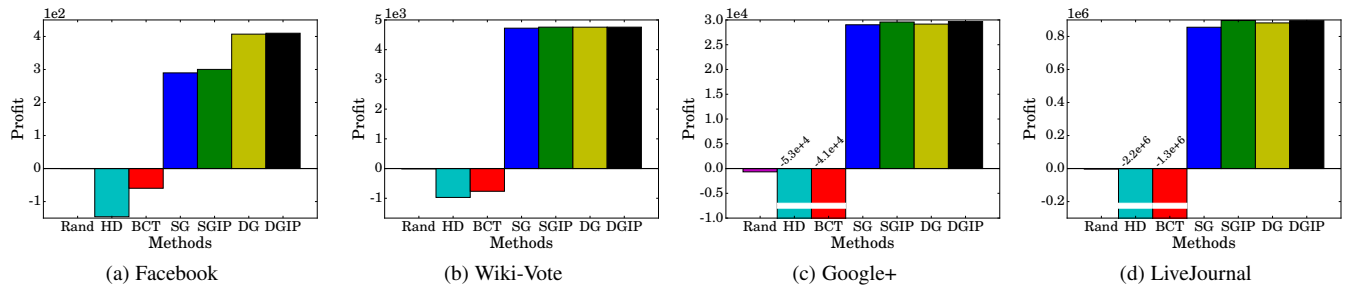 4 1e2
3
2
1
0
-1
Profit
Rand HD BCT SG SGIP DG DGIP
Methods
(a) Facebook
5 1e3
4
3
2
1
0
-1
Profit
Rand HD BCT SG SGIP DG DGIP
Methods
(b) Wiki-Vote
3.0 1e4
2.5
2.0
1.5
1.0
0.5
0.0
-0.5
-1.0
Profit
-5.3e+4
-4.1e+4
Rand HD BCT SG SGIP DG DGIP
Methods
(c) Google+
0.8 1e6
0.6
0.4
0.2
0.0
-0.2
Profit
-2.2e+6
-1.3e+6
Rand HD BCT SG SGIP DG DGIP
Methods
(d) LiveJournal